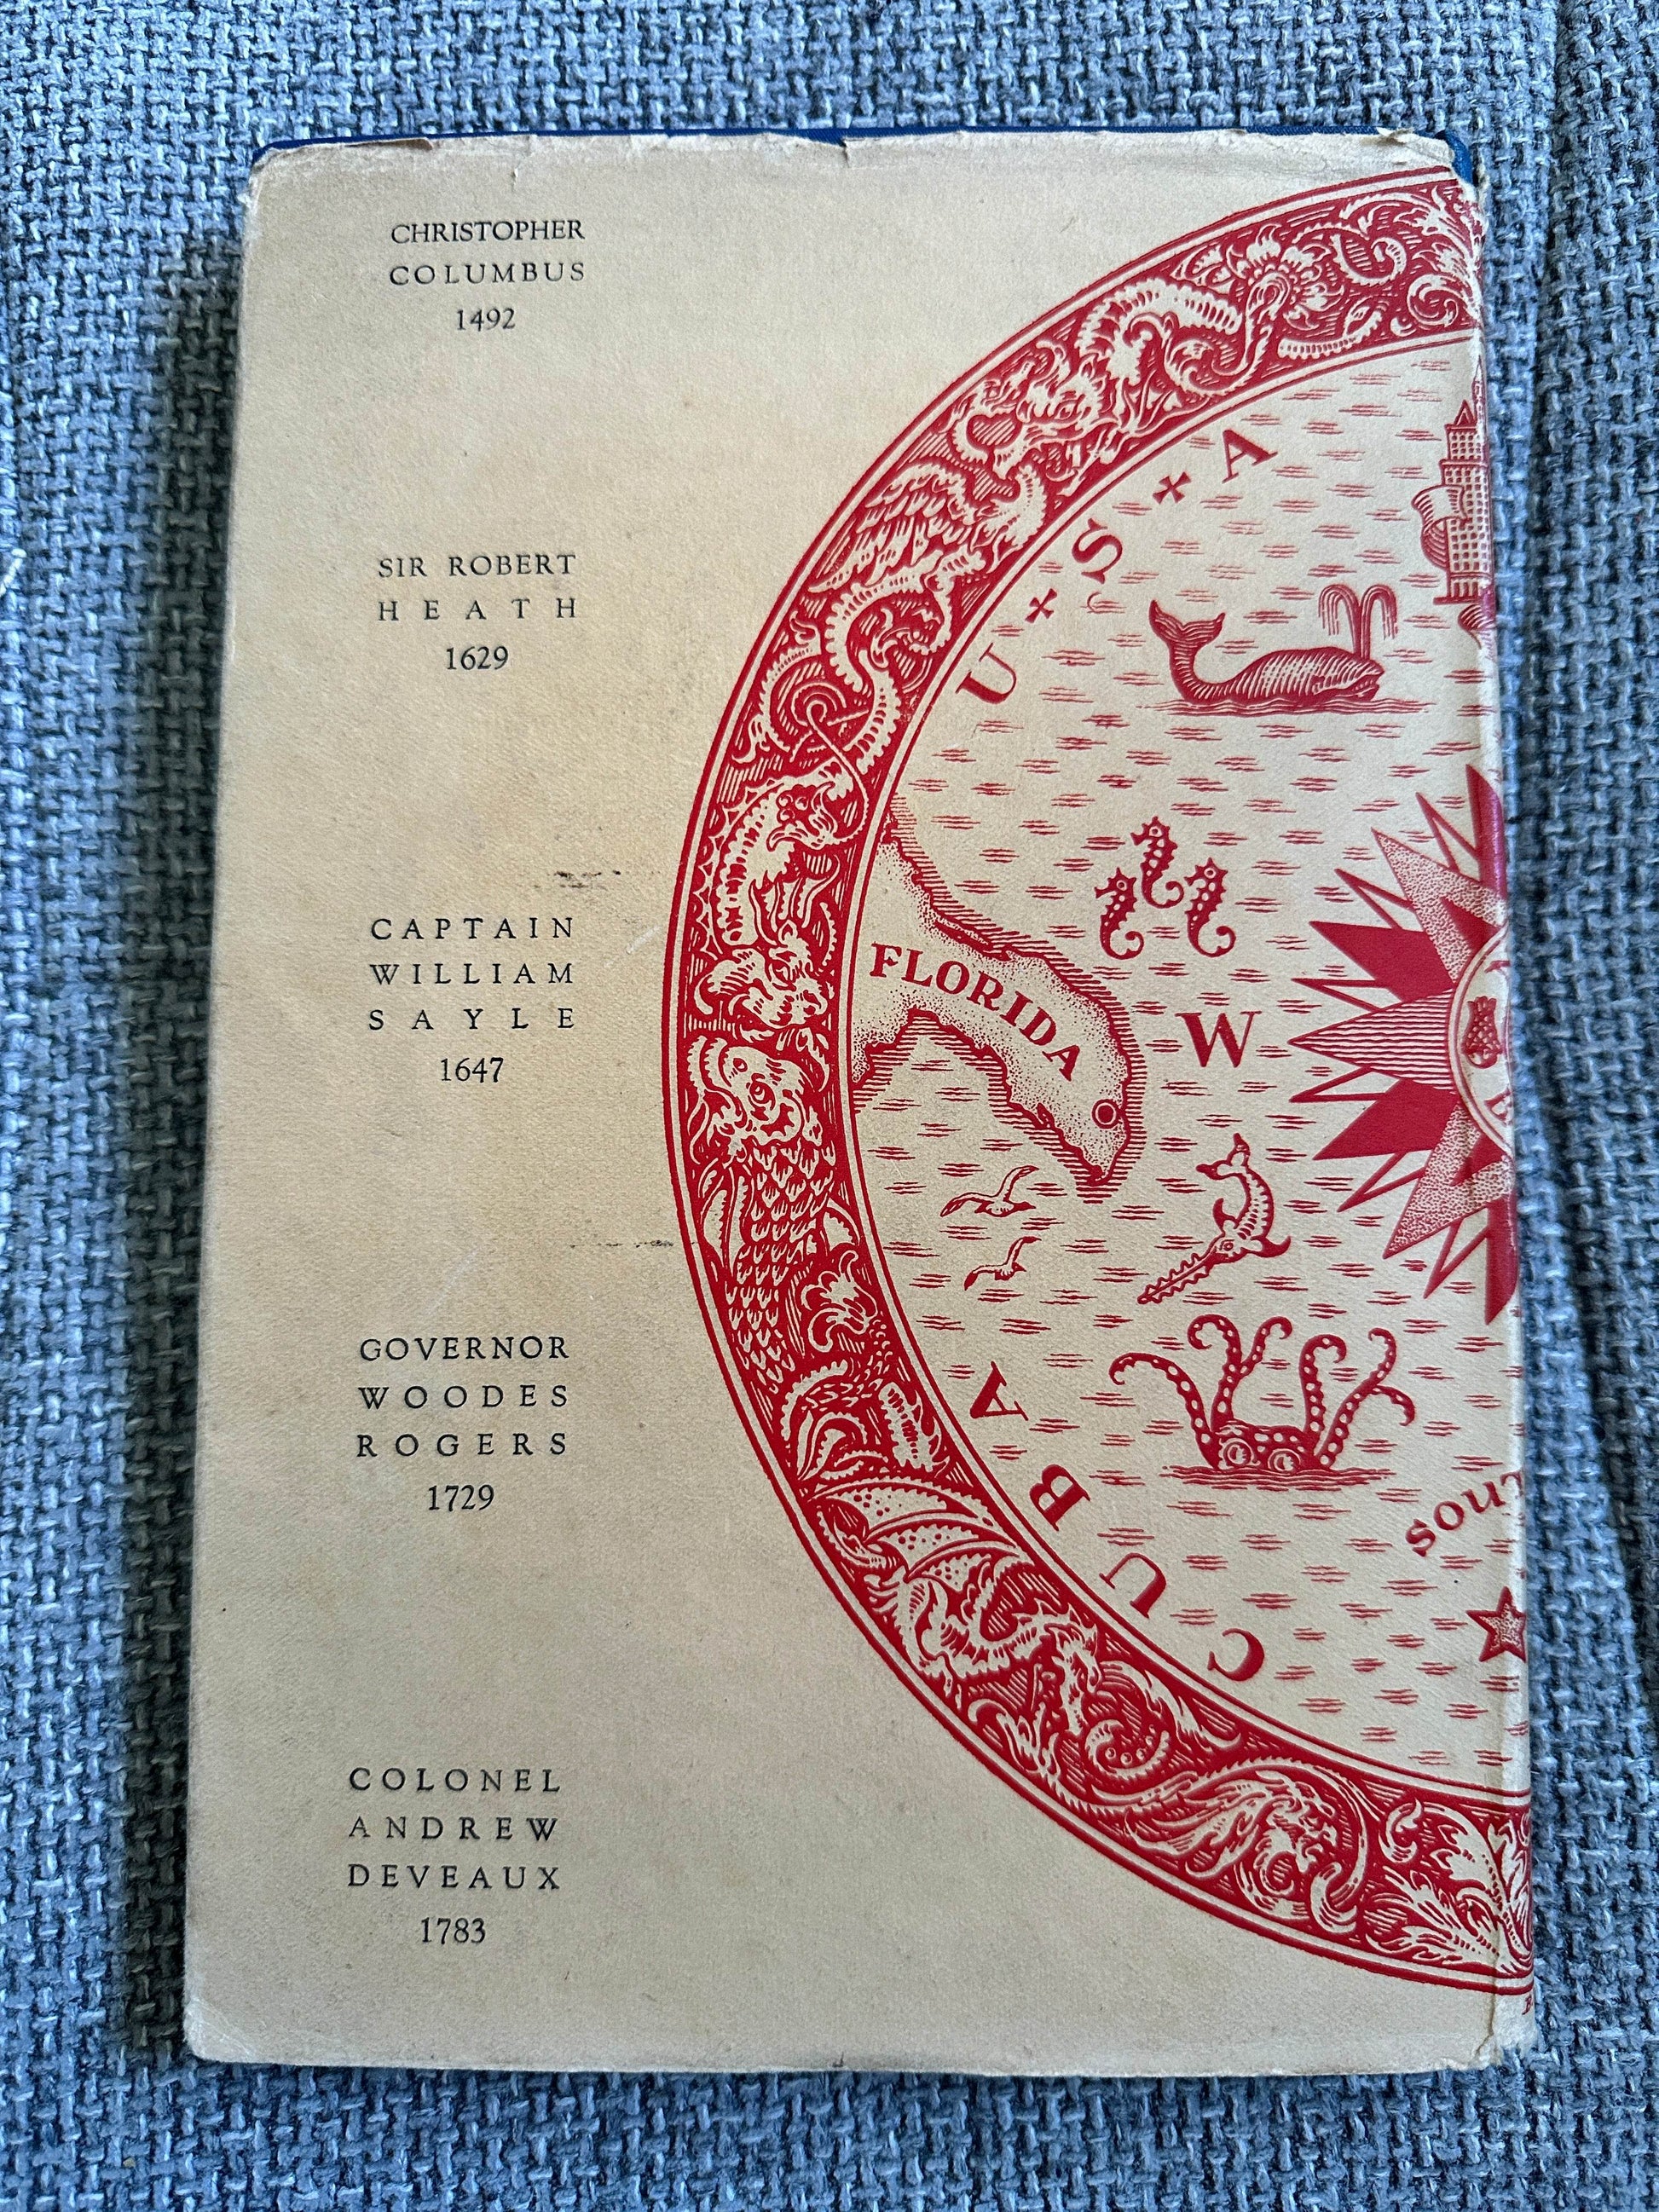 CHRISTOPHER
COLUMBUS
1492
SIR ROBERT
HEATH
1629
CAPTAIN
WILLIAM
SAYLE
1647
GOVERNOR
WOODES
ROGERS
1729
COLONEL
ANDREW
DEVEAUX
1783
U + S + A
FLORIDA
W
CUBA